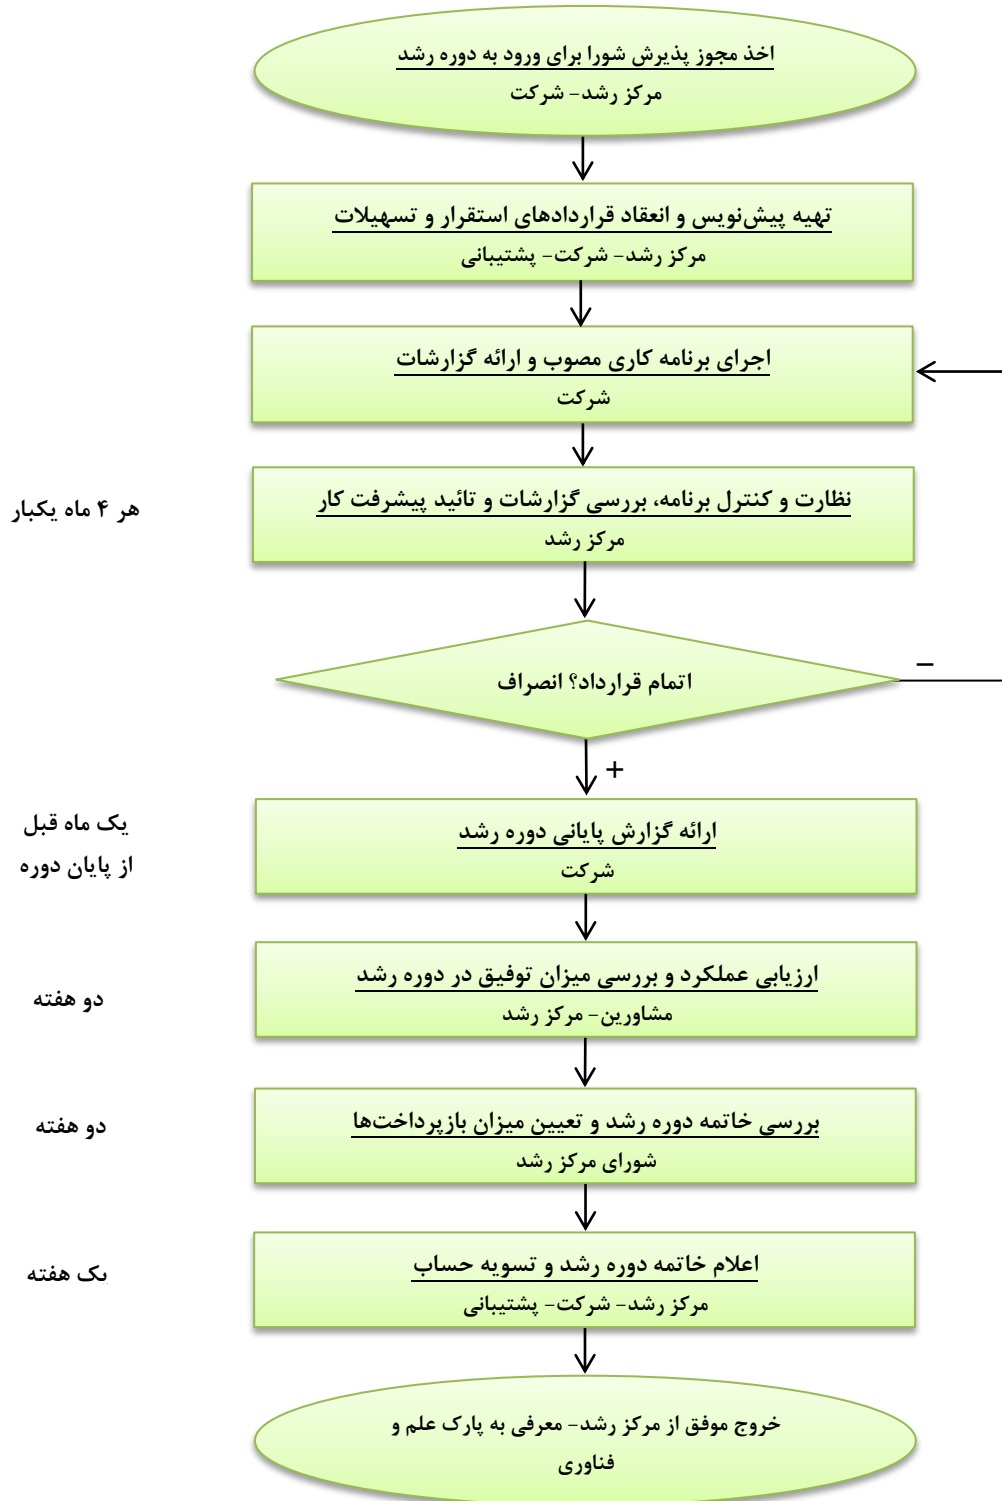 اخذ مجوز پذیرش شورا برای ورود به دوره رشد
مرکز رشد- شرکت
تهیه پیش‌نویس و انعقاد قراردادهای استقرار و تسهیلات
مرکز رشد- شرکت- پشتیبانی
اجرای برنامه کاری مصوب و ارائه گزارشات
شرکت
نظارت و کنترل برنامه، بررسی گزارشات و تائید پیشرفت کار
مرکز رشد
هر ۴ ماه یکبار
اتمام قرارداد؟ انصراف
–
+
ارائه گزارش پایانی دوره رشد
شرکت
یک ماه قبل
از پایان دوره
ارزیابی عملکرد و بررسی میزان توفیق در دوره رشد
مشاورین- مرکز رشد
دو هفته
بررسی خاتمه دوره رشد و تعیین میزان بازپرداخت‌ها
شورای مرکز رشد
دو هفته
اعلام خاتمه دوره رشد و تسویه حساب
مرکز رشد- شرکت- پشتیبانی
یک هفته
خروج موفق از مرکز رشد- معرفی به پارک علم و
فناوری